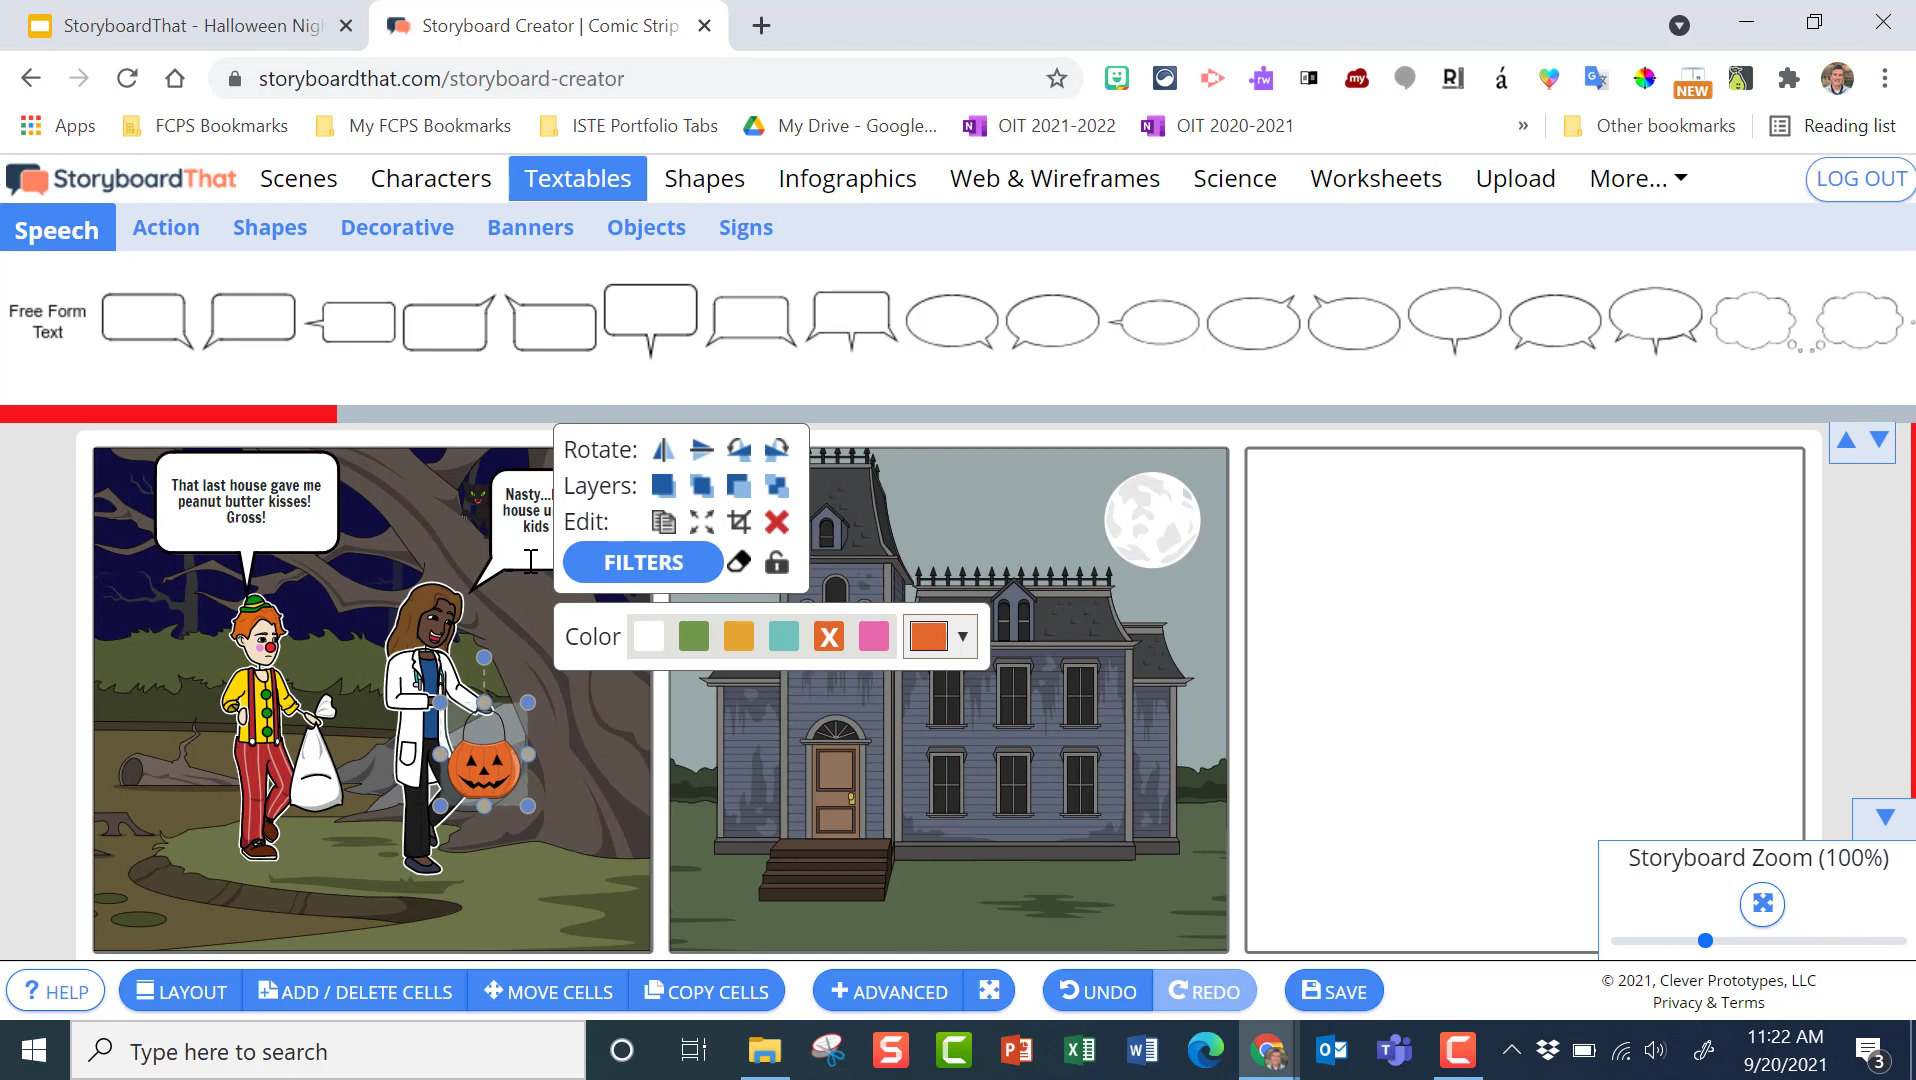 StoryboardThat - Halloween Nigh
Storyboard Creator | Comic Strip
storyboardthat.com/storyboard-creator
rw
my
R
á
NEW
Apps
FCPS Bookmarks
My FCPS Bookmarks
ISTE Portfolio Tabs
My Drive - Google...
OIT 2021-2022
OIT 2020-2021
»
Other bookmarks
Reading list
StoryboardThat
Scenes
Characters
Textables
Shapes
Infographics
Web & Wireframes
Science
Worksheets
Upload
More...
LOG OUT
Speech
Action
Shapes
Decorative
Banners
Objects
Signs
Free Form
Text
That last house gave me
peanut butter kisses!
Gross!
Nasty...
house u
kids
Rotate:
Layers:
Edit:
FILTERS
Color
X
Storyboard Zoom (100%)
? HELP
LAYOUT
ADD / DELETE CELLS
MOVE CELLS
COPY CELLS
+ ADVANCED
UNDO
REDO
SAVE
© 2021, Clever Prototypes, LLC
Privacy & Terms
Type here to search
11:22 AM
9/20/2021
3